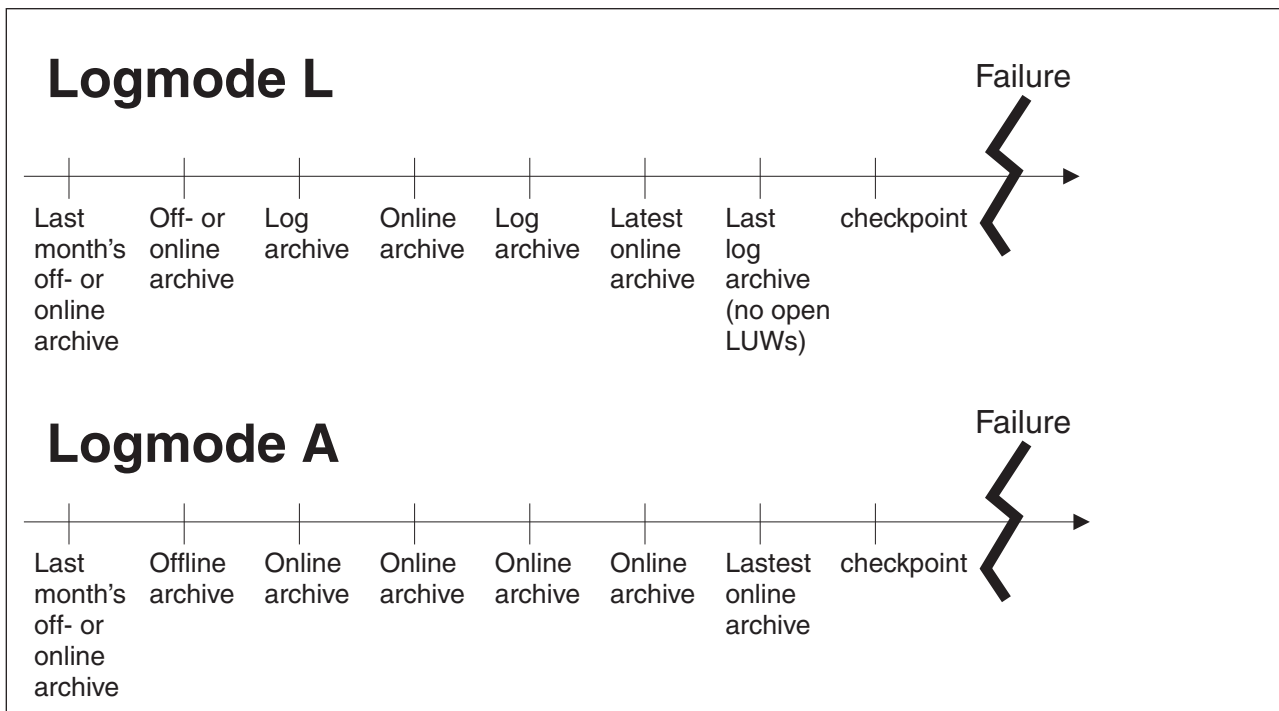 Logmode L
Failure
Last
month's
off- or
online
archive
Off- or
online
archive
Log
archive
Online
archive
Log
archive
Latest
online
archive
Last
log
archive
(no open
LUWs)
checkpoint
Logmode A
Failure
Last
month's
off- or
online
archive
Offline
archive
Online
archive
Online
archive
Online
archive
Online
archive
Lastest
online
archive
checkpoint